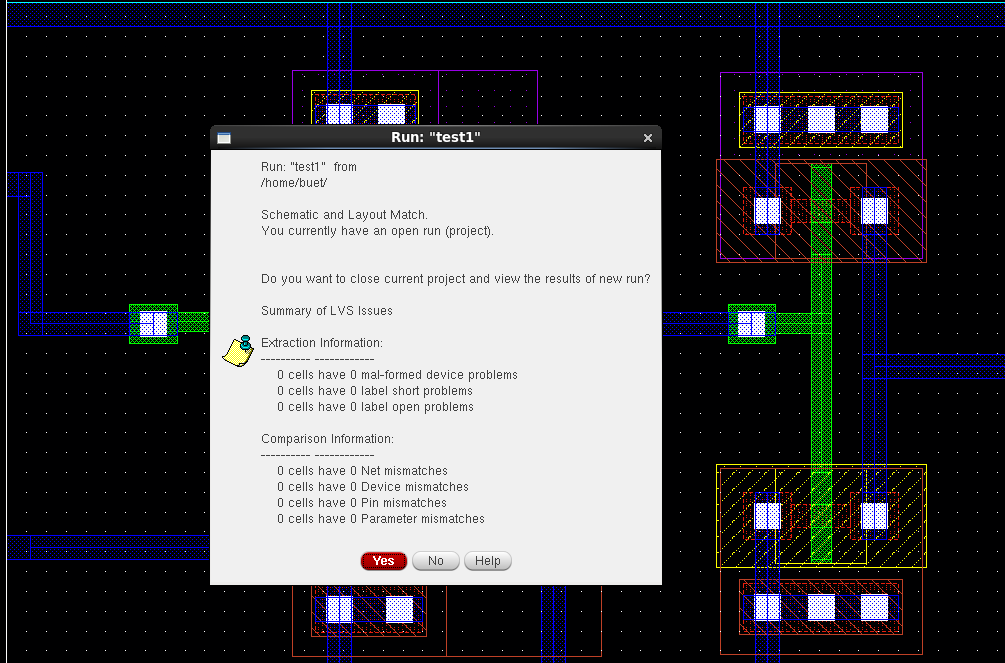 Run: "test1"
Run: "test1" from
/home/buet/
Schematic and Layout Match.
You currently have an open run (project).
Do you want to close current project and view the results of new run?
Summary of LVS Issues
Extraction Information:
---------- ------------
0 cells have 0 mal-formed device problems
0 cells have 0 label short problems
0 cells have 0 label open problems
Comparison Information:
---------- ------------
0 cells have 0 Net mismatches
0 cells have 0 Device mismatches
0 cells have 0 Pin mismatches
0 cells have 0 Parameter mismatches
Yes No Help